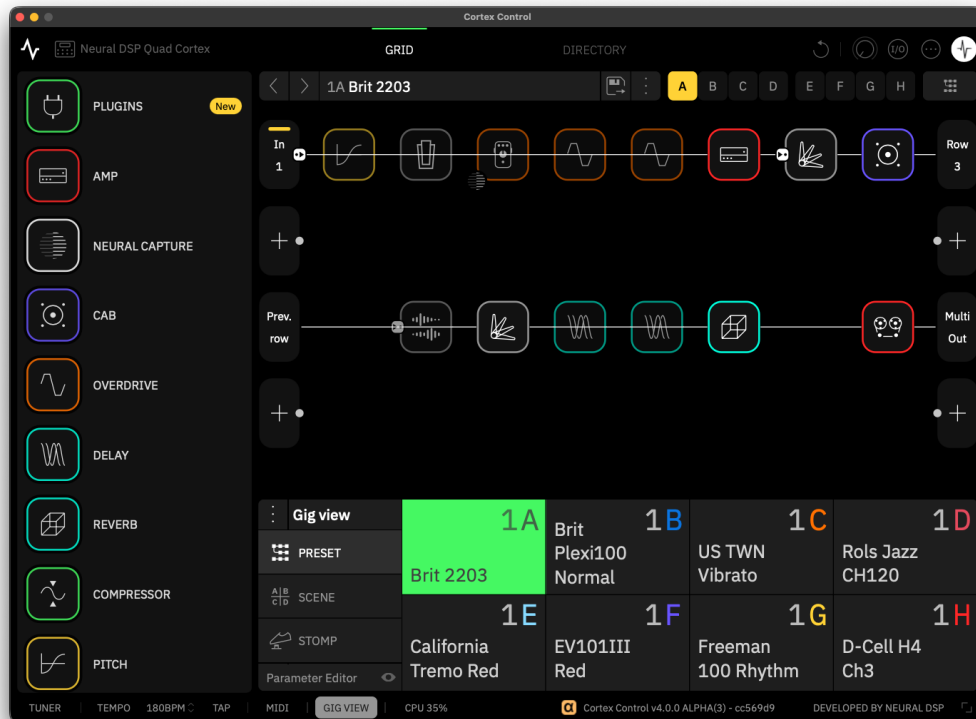 Cortex Control
Neural DSP Quad Cortex
GRID
DIRECTORY
I/O
PLUGINS
New
AMP
NEURAL CAPTURE
CAB
OVERDRIVE
DELAY
REVERB
COMPRESSOR
PITCH
1A Brit 2203
A
B
C
D
E
F
G
H
In
1
Row
3
Prev.
row
Multi
Out
Gig view
PRESET
A B
C D
SCENE
STOMP
Parameter Editor
1A
Brit 2203
1B
Brit
Plexi100
Normal
1C
US TWN
Vibrato
1D
Rols Jazz
CH120
1E
California
Tremo Red
1F
EV101III
Red
1G
Freeman
100 Rhythm
1H
D-Cell H4
Ch3
TUNER
TEMPO
180BPM
TAP
MIDI
GIG VIEW
CPU 35%
α
Cortex Control v4.0.0 ALPHA(3) - cc569d9
DEVELOPED BY NEURAL DSP